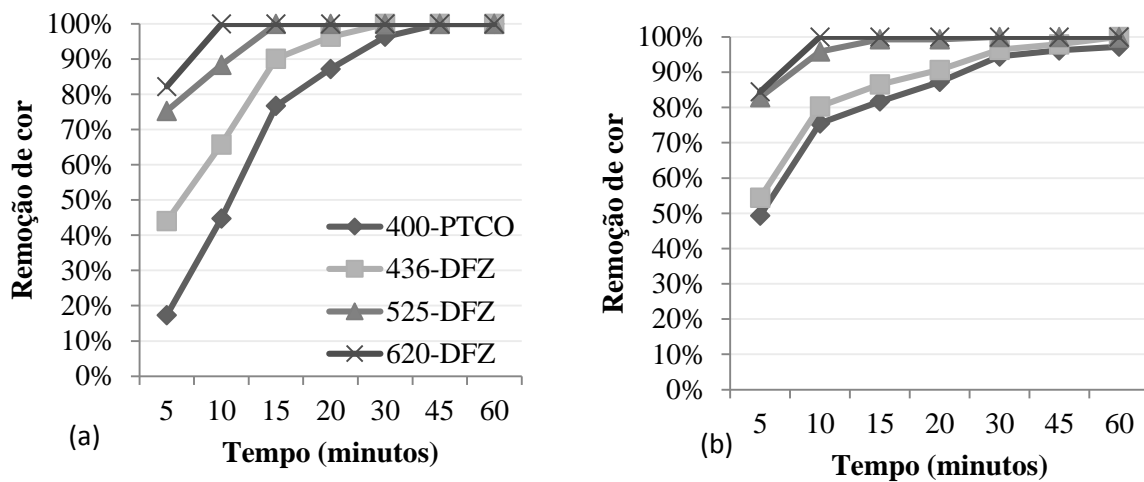 100%
90%
80%
70%
60%
50%
40%
30%
20%
10%
0%
Remoção de cor
400-PTCO
436-DFZ
525-DFZ
620-DFZ
5 10 15 20 30 45 60
Tempo (minutos)
(a)
100%
90%
80%
70%
60%
50%
40%
30%
20%
10%
0%
Remoção de cor
5 10 15 20 30 45 60
Tempo (minutos)
(b)